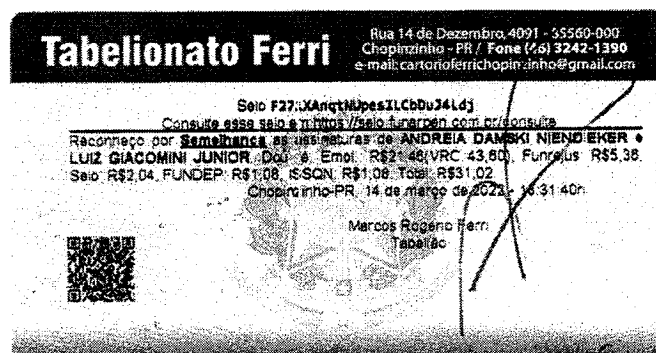 Tabelionato Ferri
Rua 14 de Dezembro, 4091 - 85560-000
Chopinzinho - PR / Fone (46) 3242-1390
e-mail: cartorioferrichopinzinho@gmail.com
Selo
Consulte esse selo em https://selo.funarpen.com.br/consulta
Reconheço por Semelhança as assinaturas de ANDREIA DAMSKI e
LUIZ GIACOMINI JUNIOR. Dou fé. Emol. R$21,46(VRC 43,60), Funrejus R$5,36,
Selo R$2,04, FUNDEP: R$1,08, ISSQN: R$1,08, Total: R$31,02
Chopinzinho-PR, 14 de março de - 16:31:40h
Marcos Rogério Ferri
Tabelião